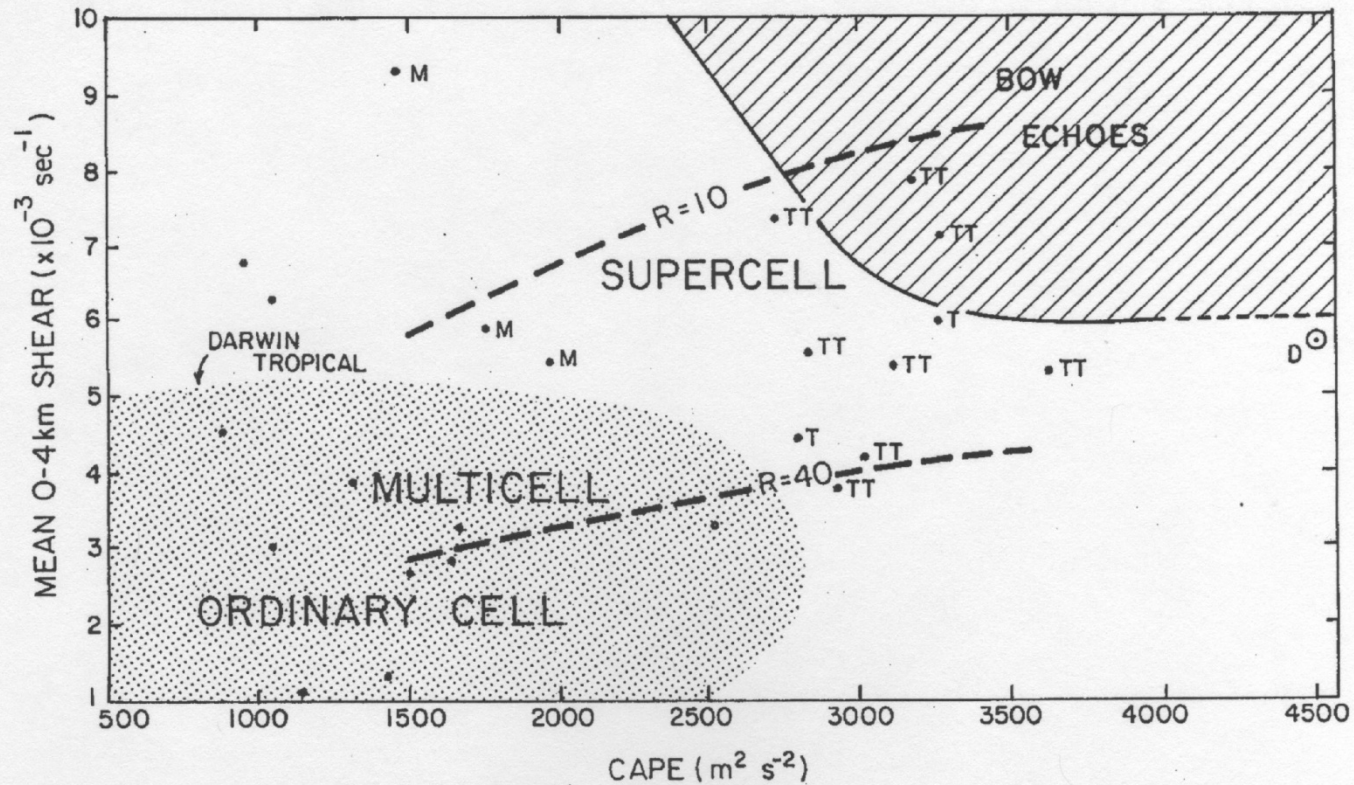 10
9
8
7
6
5
4
3
2
1
MEAN 0-4km SHEAR (x10⁻³ sec⁻¹)
M
BOW
ECHOES
TT
R=10
TT
TT
SUPERCELL
M
T
M
TT
TT
TT
D
DARWIN
TROPICAL
T
TT
MULTICELL
R=40
TT
ORDINARY CELL
500 1000 1500 2000 2500 3000 3500 4000 4500
CAPE (m² s⁻²)